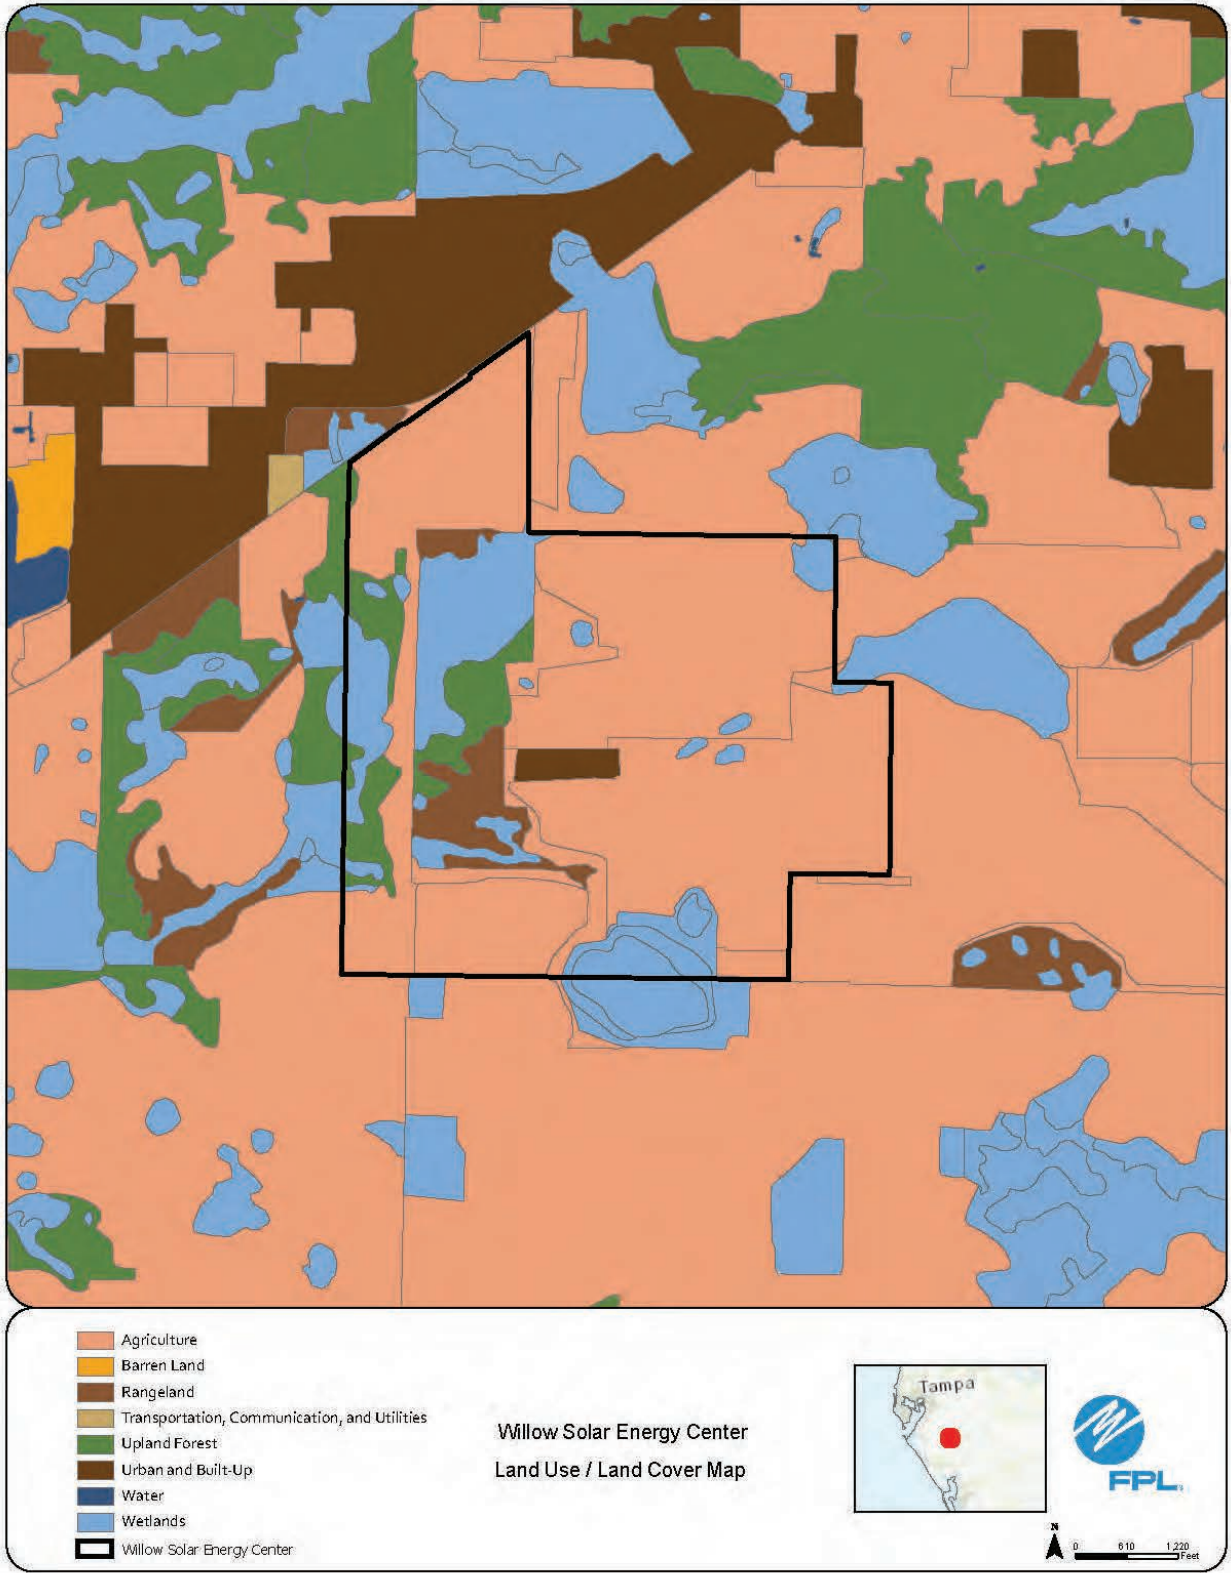 Agriculture
Barren Land
Rangeland
Transportation, Communication, and Utilities
Upland Forest
Urban and Built-Up
Water
Wetlands
Willow Solar Energy Center
Willow Solar Energy Center
Land Use / Land Cover Map
Tampa
FPL
N
0 610 1,220
Feet